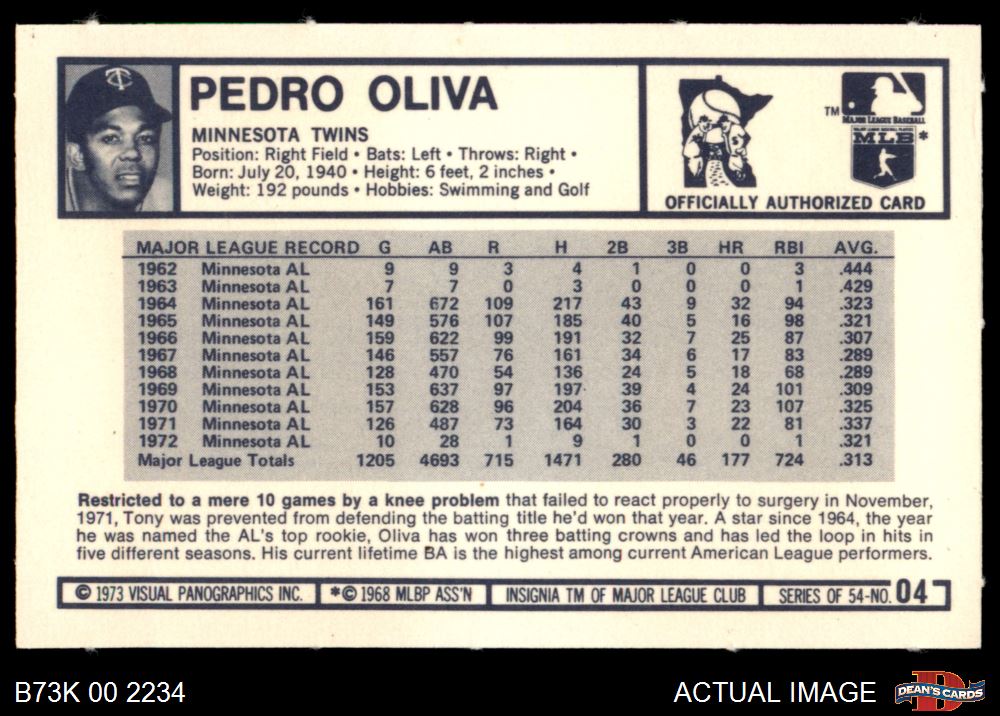 PEDRO OLIVA
MINNESOTA TWINS
Position: Right Field • Bats: Left • Throws: Right •
Born: July 20, 1940 • Height: 6 feet, 2 inches •
Weight: 192 pounds • Hobbies: Swimming and Golf
TM
MAJOR LEAGUE BASEBALL
MAJOR LEAGUE BASEBALL PLAYERS
MLB *
OFFICIALLY AUTHORIZED CARD
MAJOR LEAGUE RECORD G AB R H 2B 3B HR RBI AVG.
1962 Minnesota AL 9 9 3 4 1 0 0 3 .444
1963 Minnesota AL 7 7 0 3 0 0 0 1 .429
1964 Minnesota AL 161 672 109 217 43 9 32 94 .323
1965 Minnesota AL 149 576 107 185 40 5 16 98 .321
1966 Minnesota AL 159 622 99 191 32 7 25 87 .307
1967 Minnesota AL 146 557 76 161 34 6 17 83 .289
1968 Minnesota AL 128 470 54 136 24 5 18 68 .289
1969 Minnesota AL 153 637 97 197 39 4 24 101 .309
1970 Minnesota AL 157 628 96 204 36 7 23 107 .325
1971 Minnesota AL 126 487 73 164 30 3 22 81 .337
1972 Minnesota AL 10 28 1 9 1 0 0 1 .321
Major League Totals 1205 4693 715 1471 280 46 177 724 .313
Restricted to a mere 10 games by a knee problem that failed to react properly to surgery in November,
1971, Tony was prevented from defending the batting title he'd won that year. A star since 1964, the year
he was named the AL's top rookie, Oliva has won three batting crowns and has led the loop in hits in
five different seasons. His current lifetime BA is the highest among current American League performers.
© 1973 VISUAL PANOGRAPHICS INC. *© 1968 MLBP ASS'N INSIGNIA TM OF MAJOR LEAGUE CLUB SERIES OF 54-NO. 04
B73K 00 2234 ACTUAL IMAGE DEAN'S CARDS